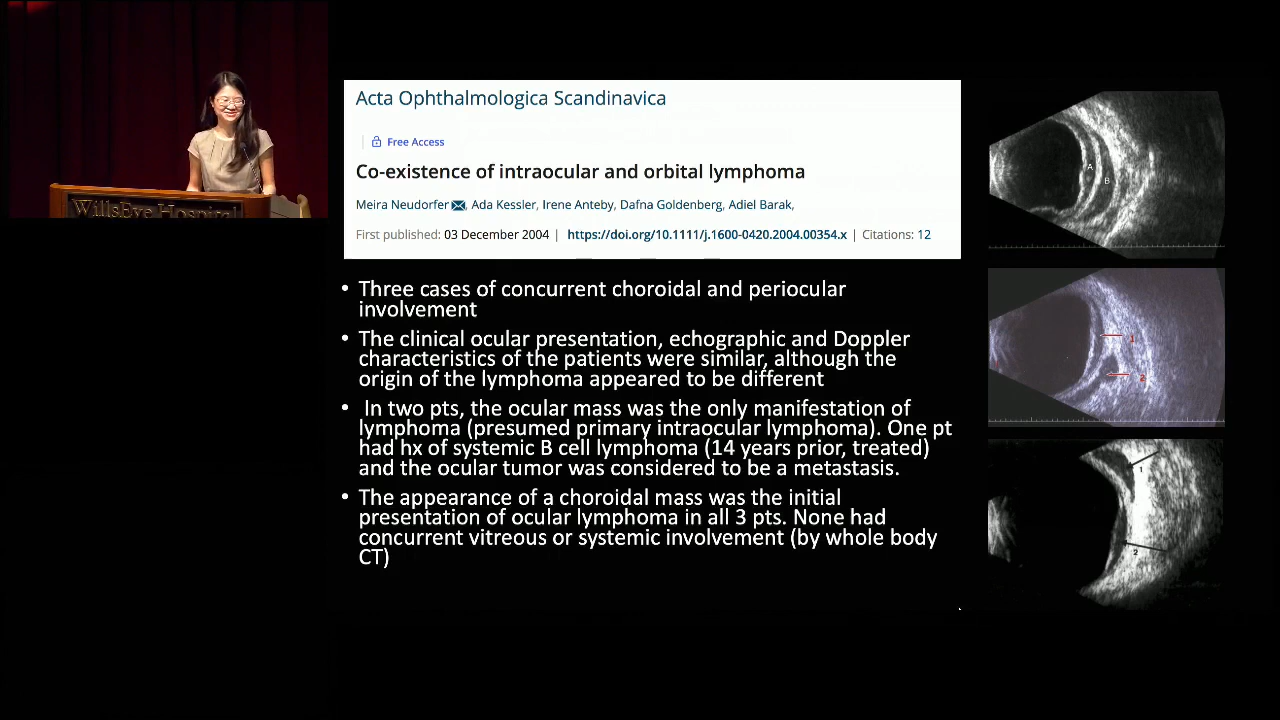 WillsEye Hospital
Acta Ophthalmologica Scandinavica
Free Access
Co-existence of intraocular and orbital lymphoma
Meira Neudorfer, Ada Kessler, Irene Anteby, Dafna Goldenberg, Adiel Barak,
First published: 03 December 2004 | https://doi.org/10.1111/j.1600-0420.2004.00354.x | Citations: 12
• Three cases of concurrent choroidal and periocular
involvement
• The clinical ocular presentation, echographic and Doppler
characteristics of the patients were similar, although the
origin of the lymphoma appeared to be different
• In two pts, the ocular mass was the only manifestation of
lymphoma (presumed primary intraocular lymphoma). One pt
had hx of systemic B cell lymphoma (14 years prior, treated)
and the ocular tumor was considered to be a metastasis.
• The appearance of a choroidal mass was the initial
presentation of ocular lymphoma in all 3 pts. None had
concurrent vitreous or systemic involvement (by whole body
CT)
A
B
1
2
1
2